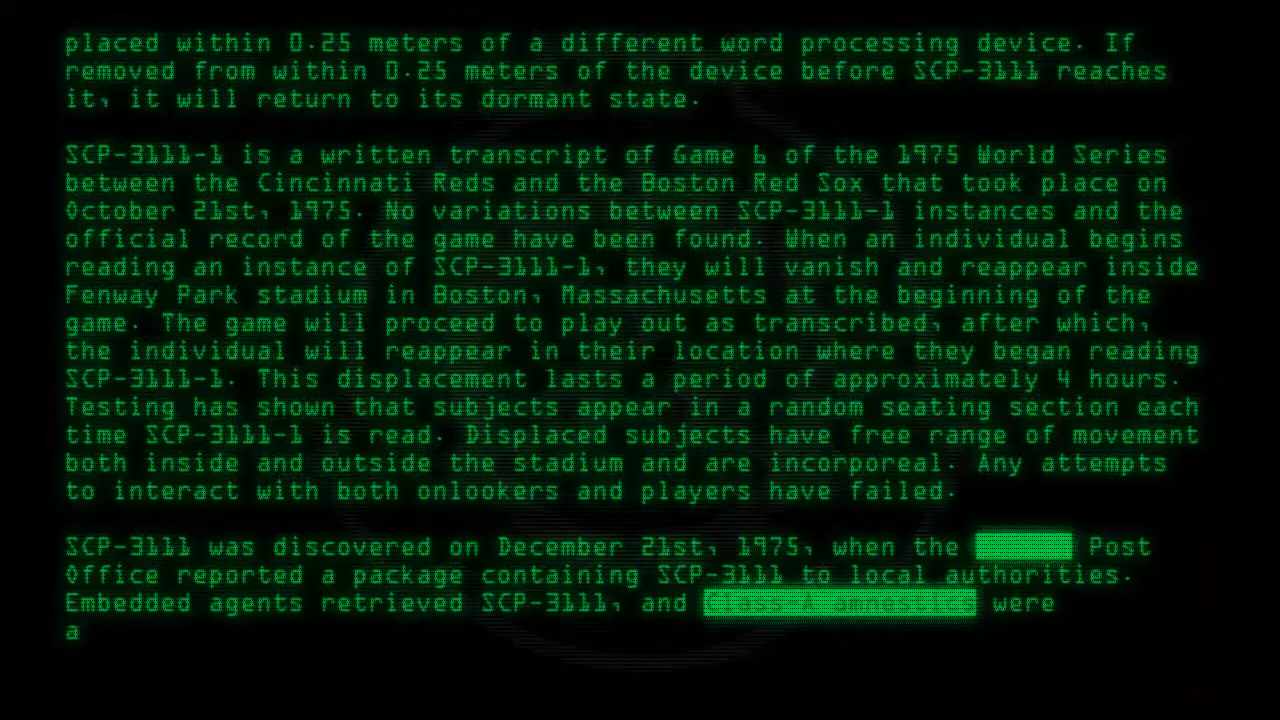 placed within 0.25 meters of a different word processing device. If
removed from within 0.25 meters of the device before SCP-3111 reaches
it, it will return to its dormant state.
SCP-3111-1 is a written transcript of Game 6 of the 1975 World Series
between the Cincinnati Reds and the Boston Red Sox that took place on
October 21st, 1975. No variations between SCP-3111-1 instances and the
official record of the game have been found. When an individual begins
reading an instance of SCP-3111-1, they will vanish and reappear inside
Fenway Park stadium in Boston, Massachusetts at the beginning of the
game. The game will proceed to play out as transcribed, after which,
the individual will reappear in their location where they began reading
SCP-3111-1. This displacement lasts a period of approximately 4 hours.
Testing has shown that subjects appear in a random seating section each
time SCP-3111-1 is read. Displaced subjects have free range of movement
both inside and outside the stadium and are incorporeal. Any attempts
to interact with both onlookers and players have failed.
SCP-3111 was discovered on December 21st, 1975, when the Post
Office reported a package containing SCP-3111 to local authorities.
Embedded agents retrieved SCP-3111, and Class-A amnestics were
a